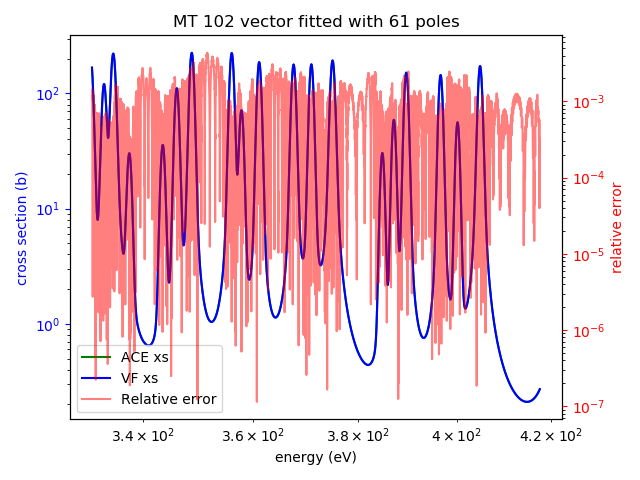 MT 102 vector fitted with 61 poles
10²
10¹
10⁰
cross section (b)
10⁻³
10⁻⁴
10⁻⁵
10⁻⁶
10⁻⁷
relative error
ACE xs
VF xs
Relative error
3.4 × 10² 3.6 × 10² 3.8 × 10² 4 × 10² 4.2 × 10²
energy (eV)